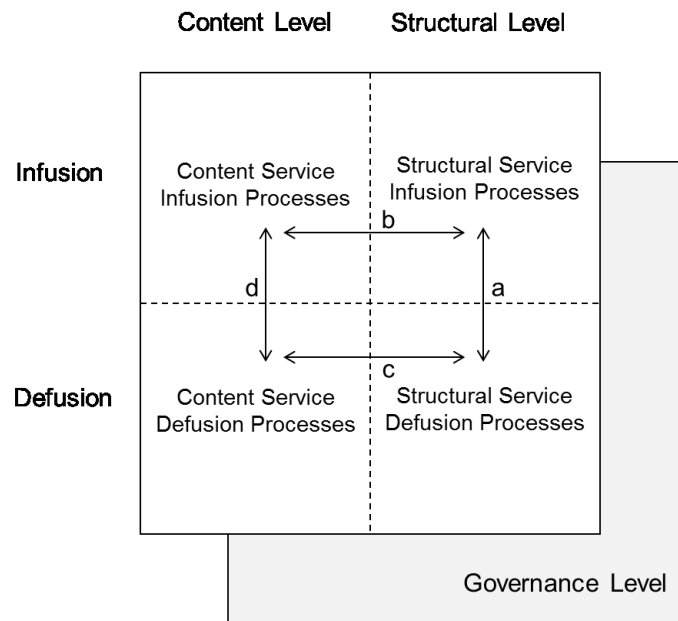 Content Level
Structural Level
Infusion
Content Service
Infusion Processes
Structural Service
Infusion Processes
b
d
a
c
Defusion
Content Service
Defusion Processes
Structural Service
Defusion Processes
Governance Level